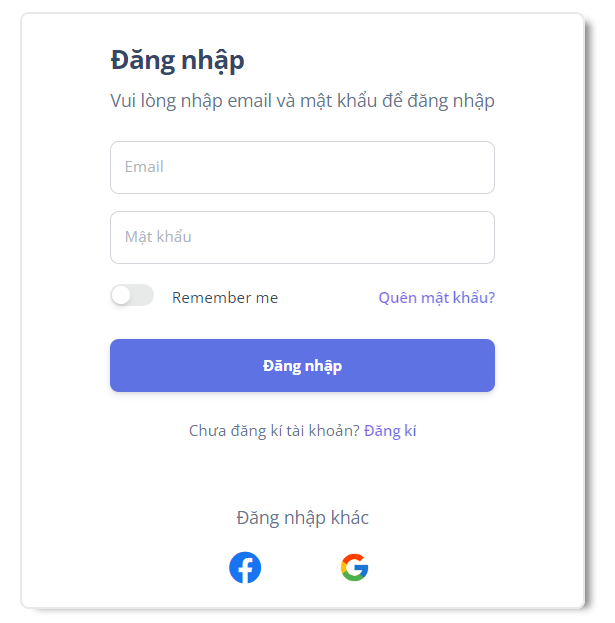 Đăng nhập
Vui lòng nhập email và mật khẩu để đăng nhập
Email
Mật khẩu
Remember me
Quên mật khẩu?
Đăng nhập
Chưa đăng kí tài khoản? Đăng kí
Đăng nhập khác